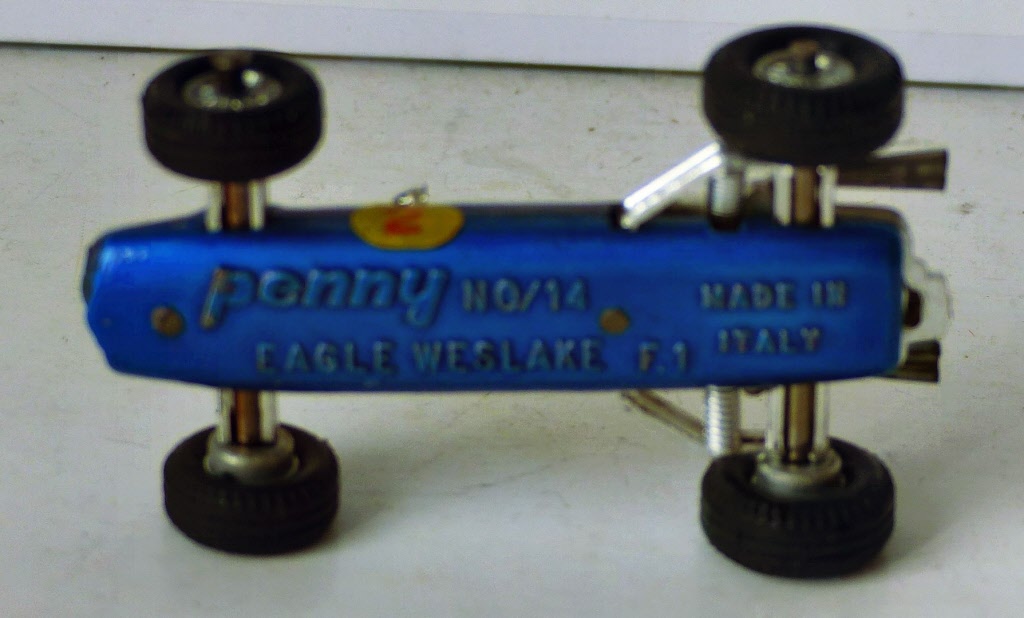 penny NO/14
EAGLE WESLAKE F.1
MADE IN
ITALY